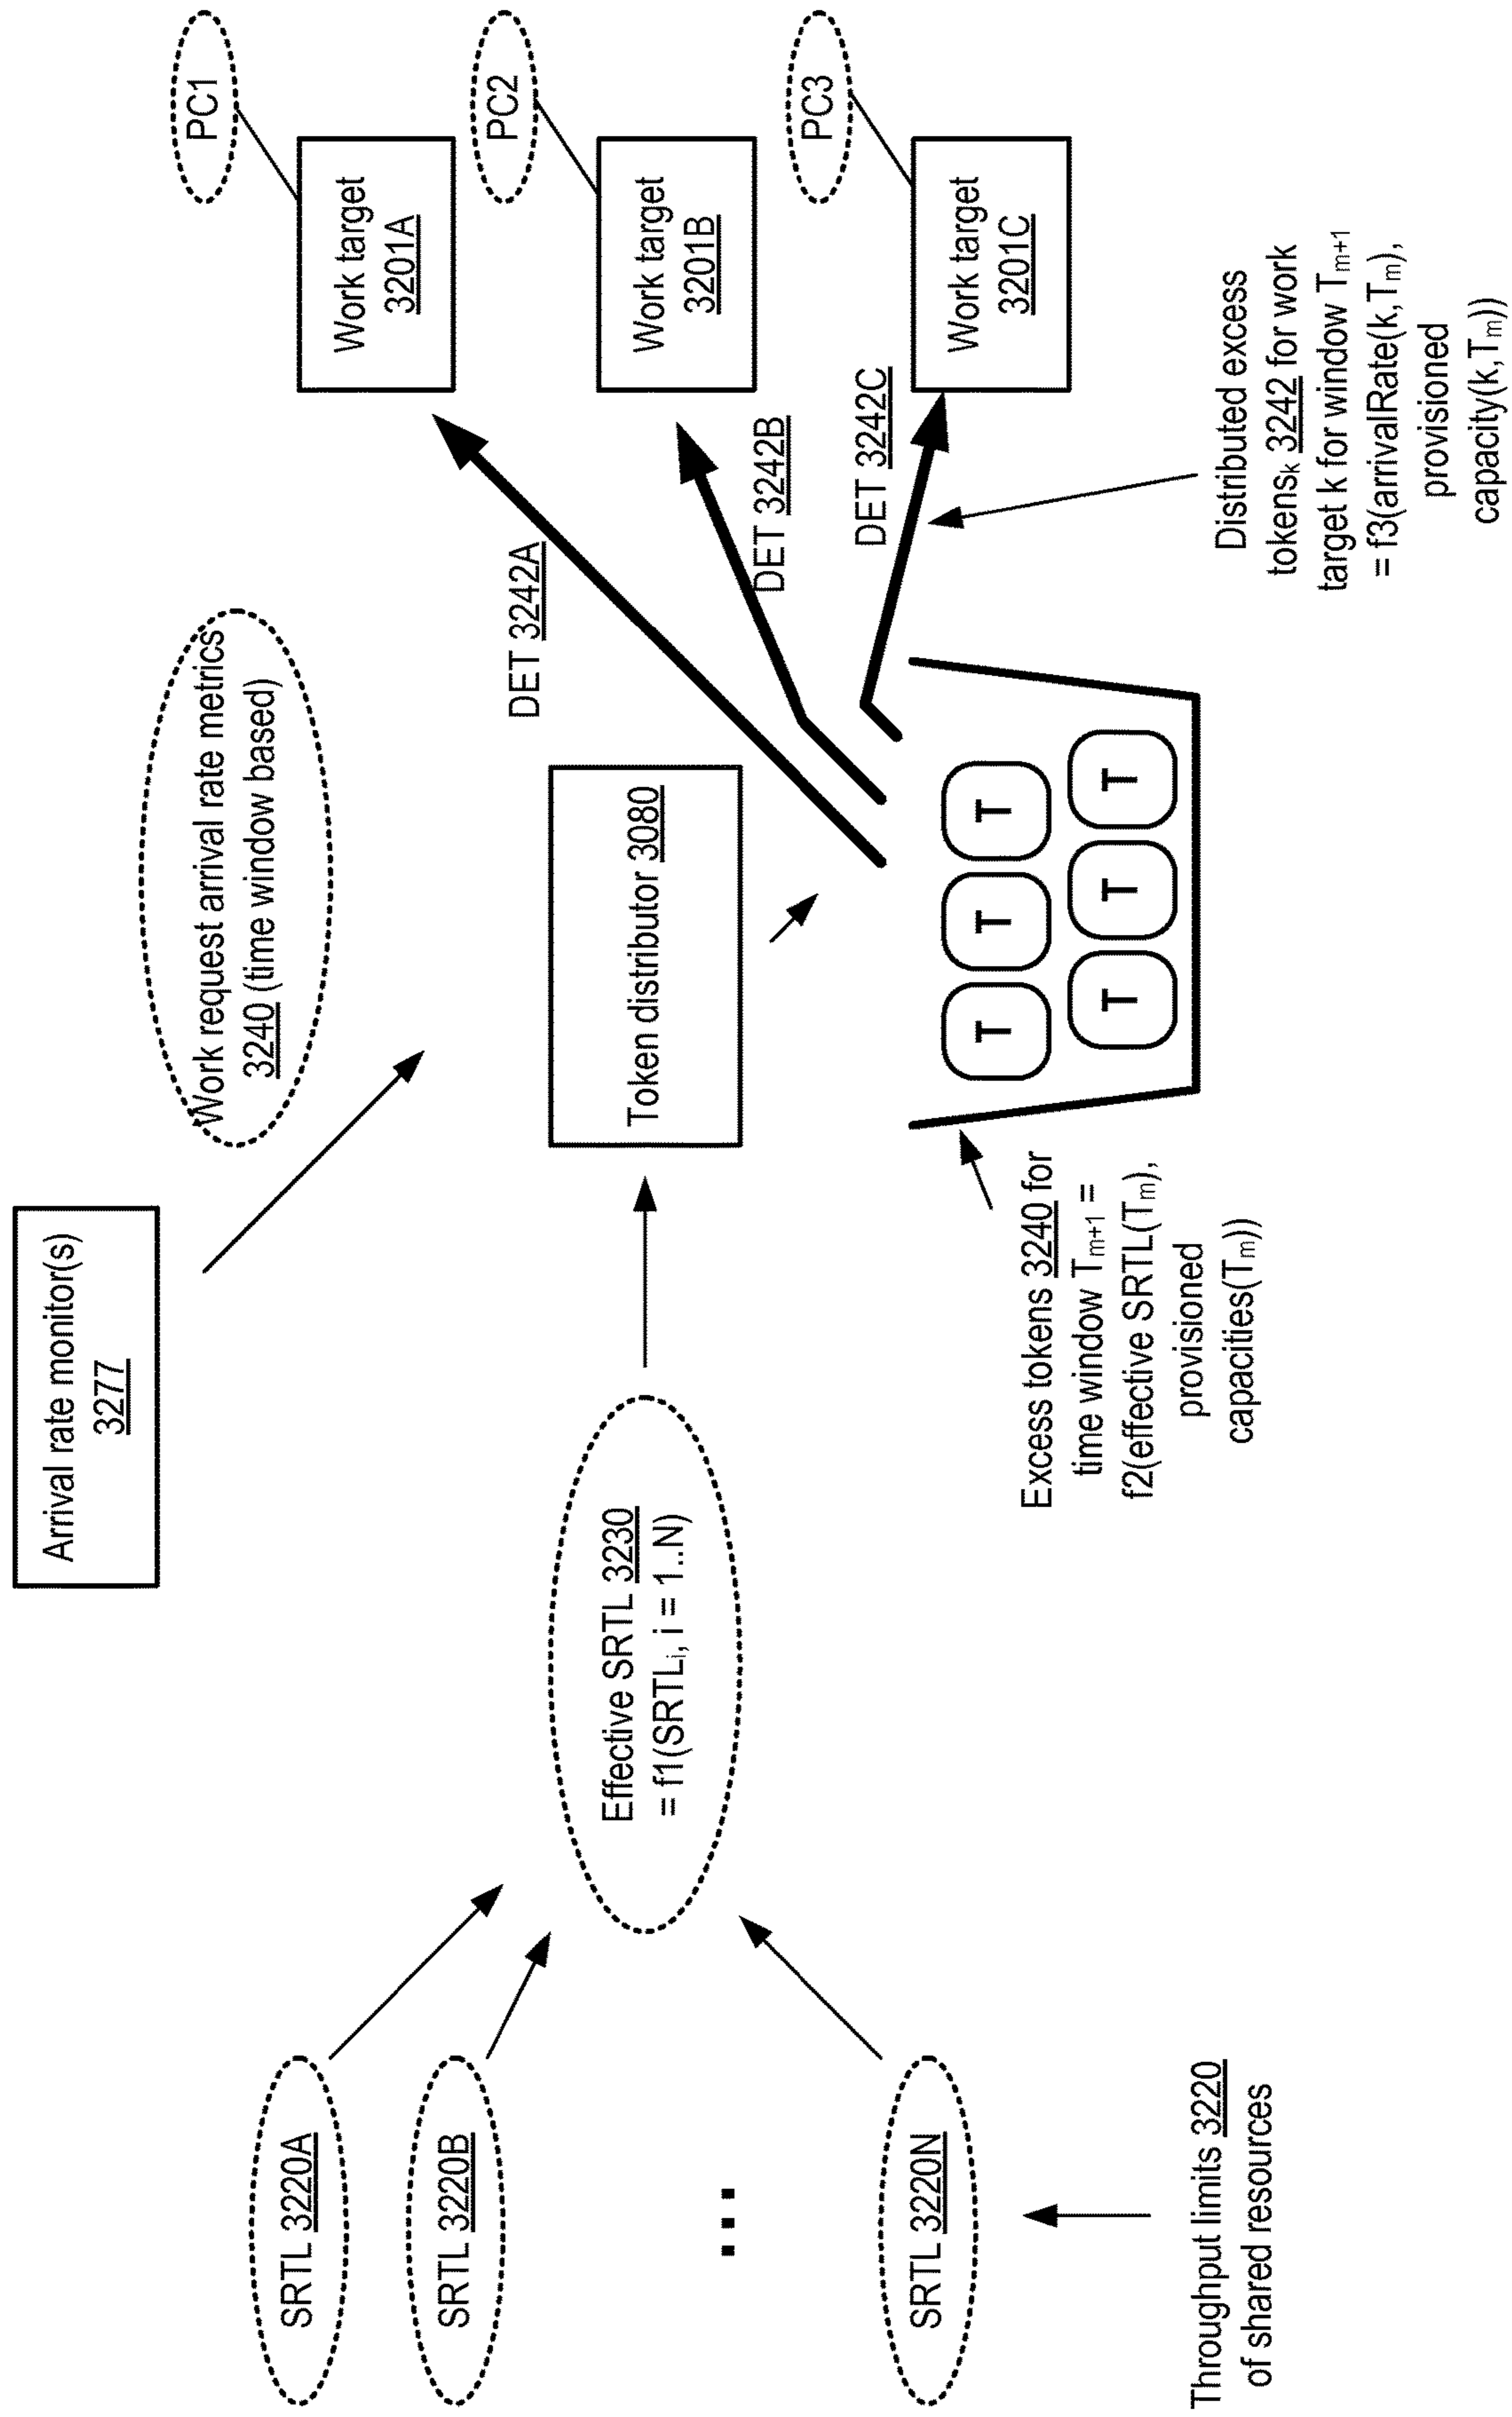 Arrival rate monitor(s)
3277
Work request arrival rate metrics
3240 (time window based)
PC1
Work target
3201A
PC2
Work target
3201B
PC3
Work target
3201C
SRTL 3220A
SRTL 3220B
...
SRTL 3220N
Throughput limits 3220
of shared resources
Effective SRTL 3230
= f1(SRTLi, i = 1..N)
Token distributor 3080
DET 3242A
DET 3242B
DET 3242C
T
T
T
T
T
T
Excess tokens 3240 for
time window Tm+1 =
f2(effective SRTL(Tm),
provisioned
capacities(Tm))
Distributed excess
tokensk 3242 for work
target k for window Tm+1
= f3(arrivalRate(k,Tm),
provisioned
capacity(k,Tm))